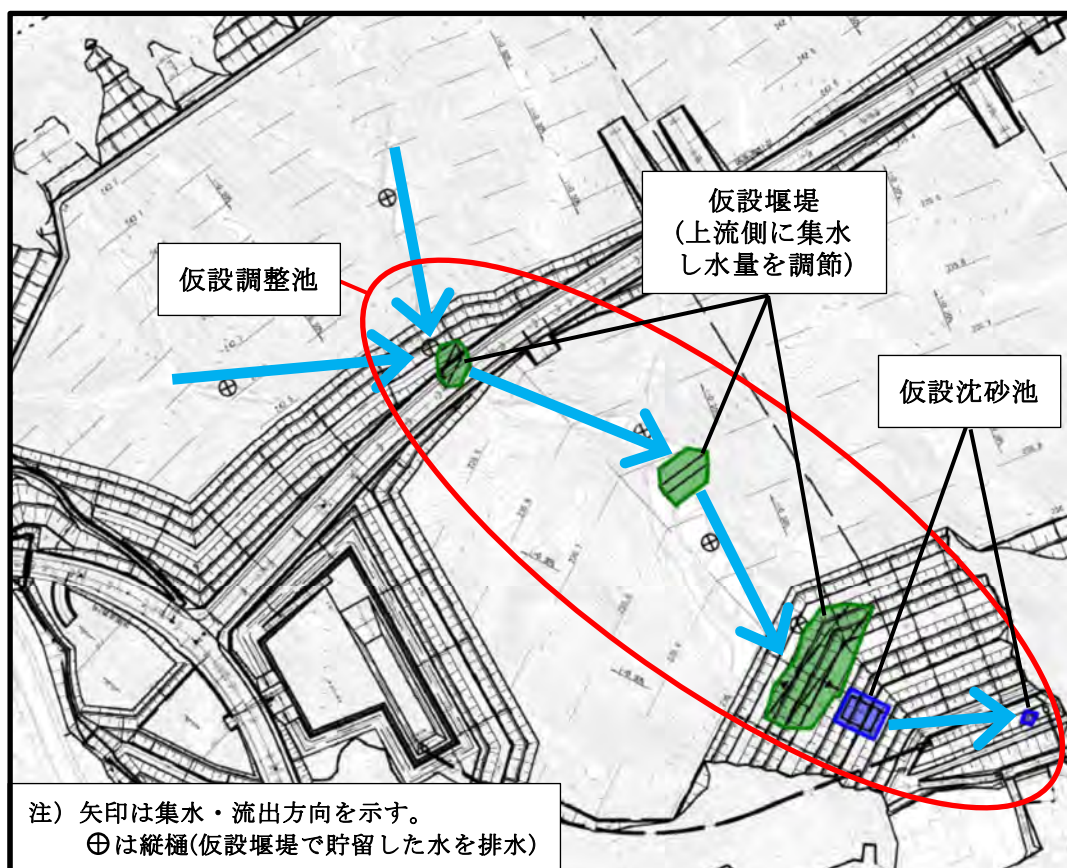 仮設堰堤
(上流側に集水
し水量を調節)
仮設調整池
仮設沈砂池
注) 矢印は集水・流出方向を示す。
⊕は縦樋(仮設堰堤で貯留した水を排水)